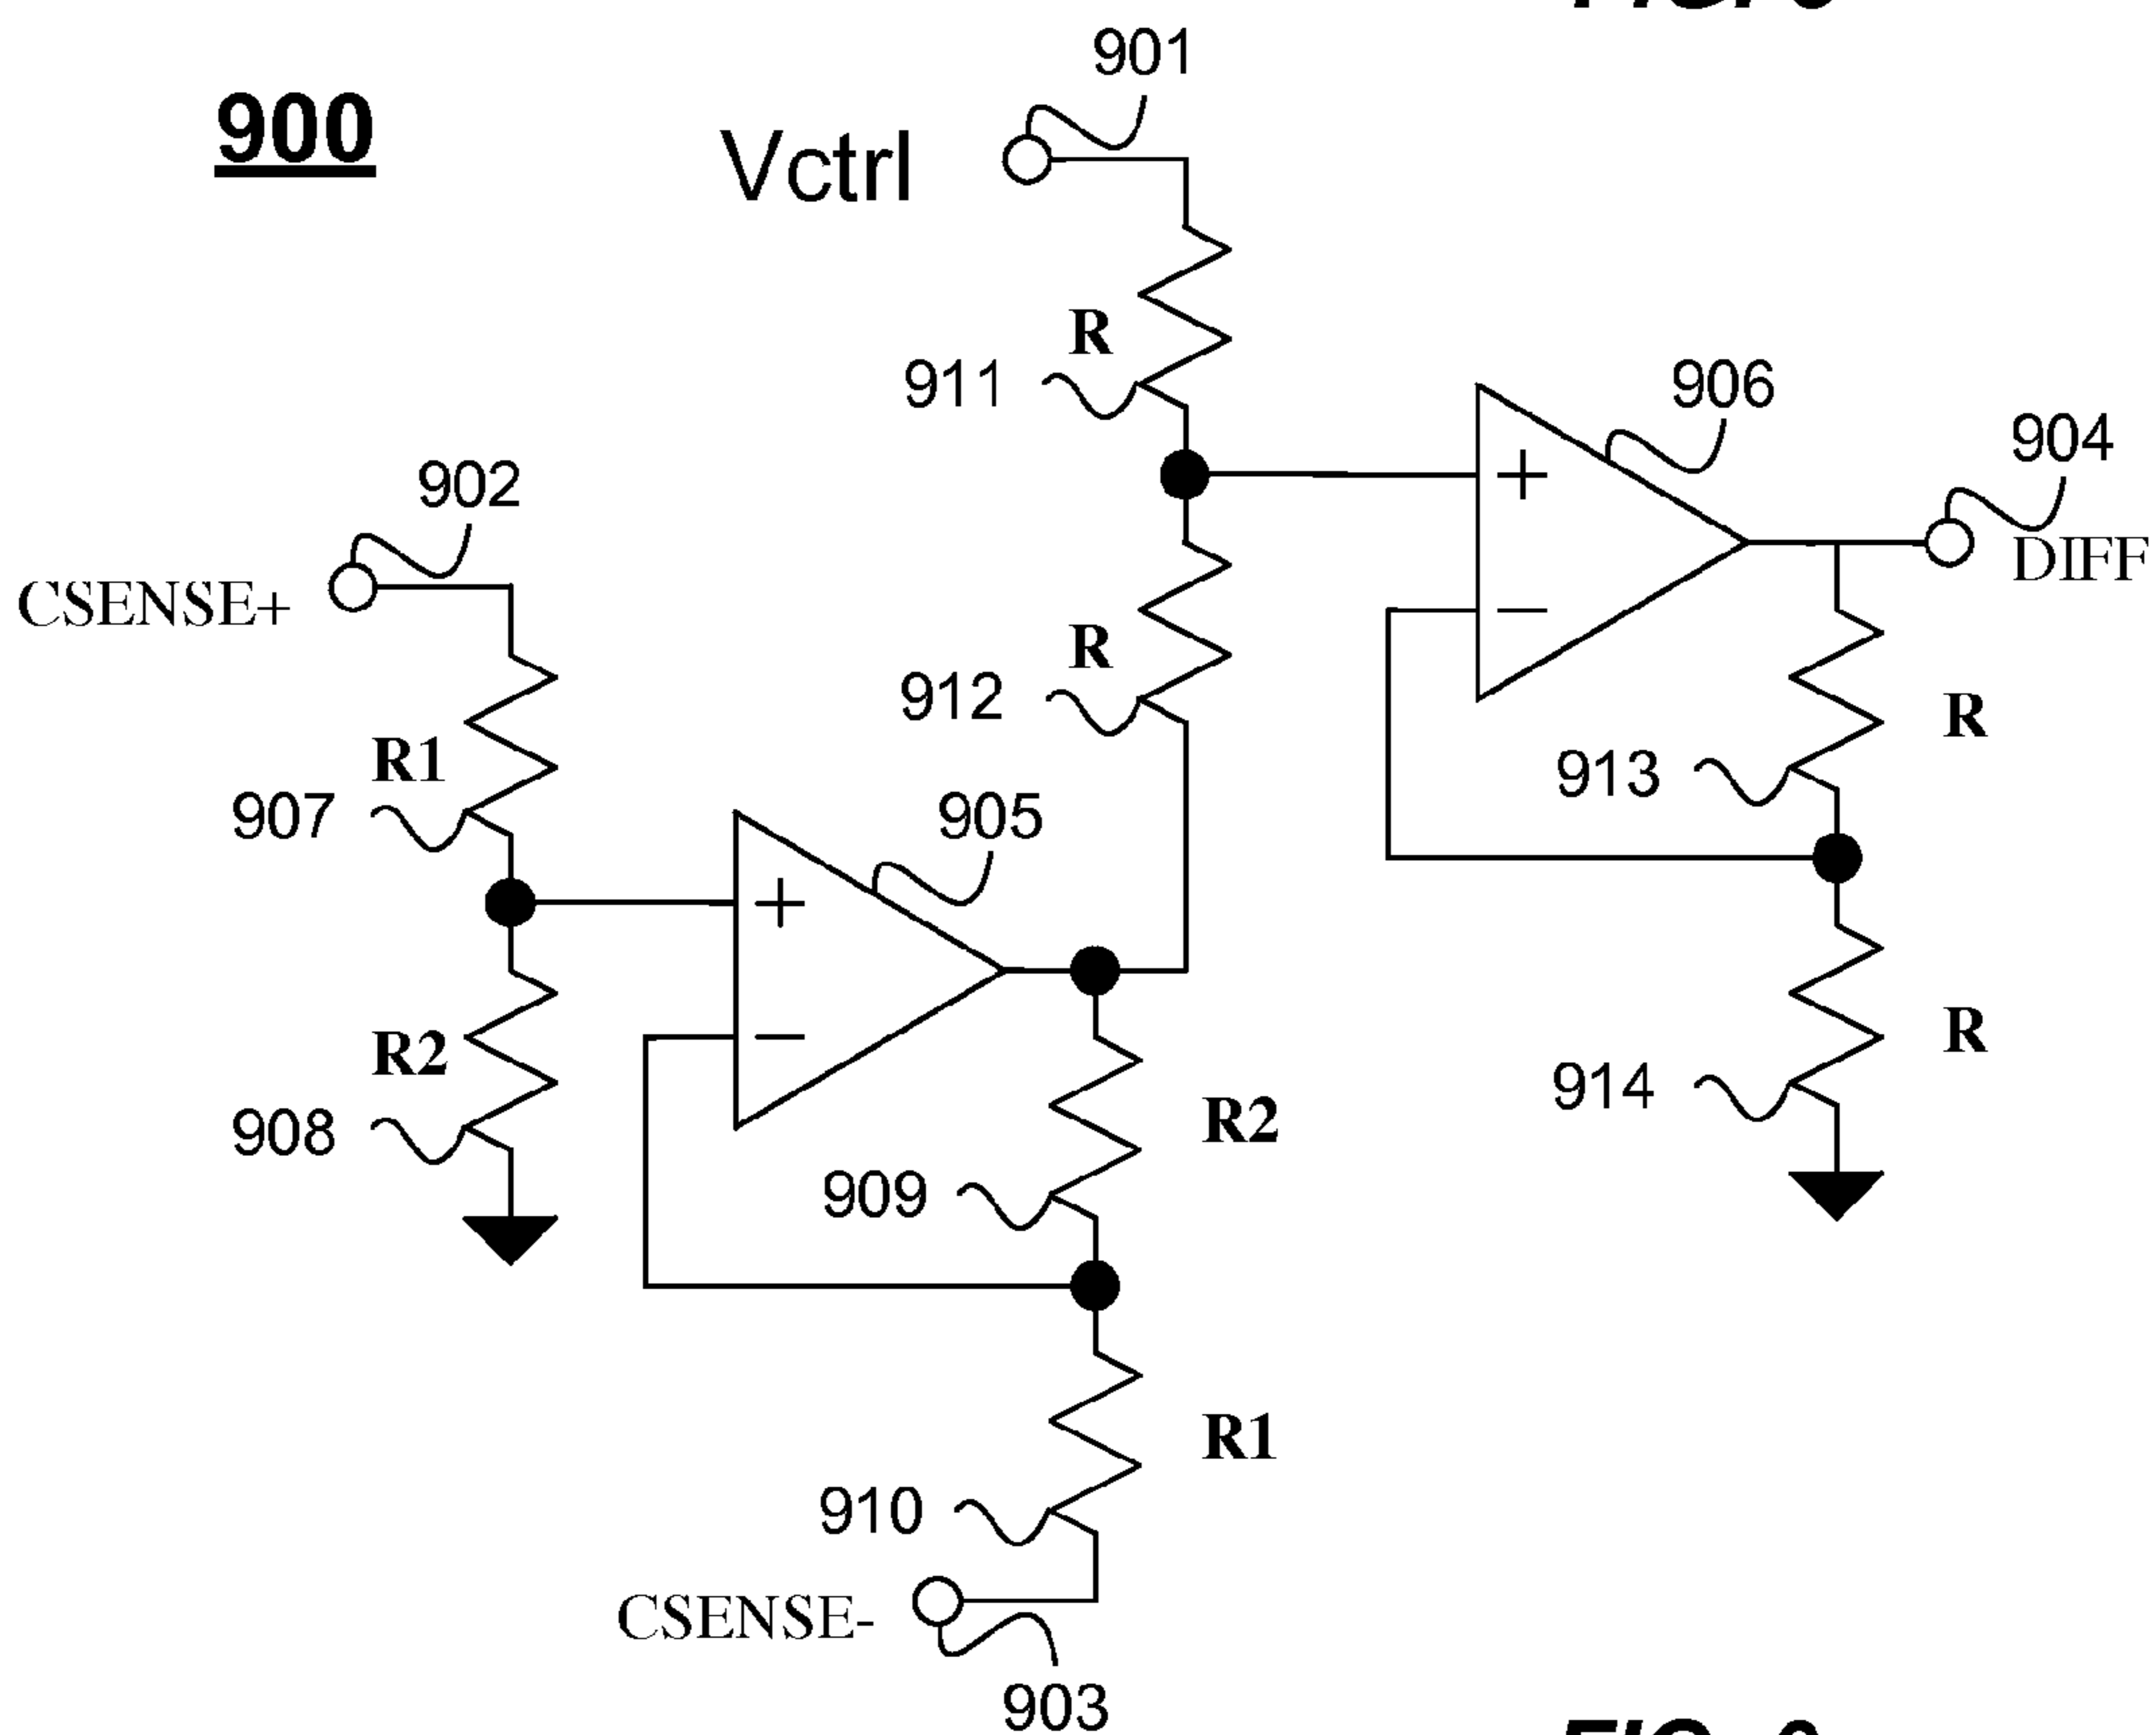 901
900
Vctrl
R
911
906
904
DIFF
902
CSENSE+
R
912
R
913
R1
907
905
R2
908
R2
909
R
914
R1
910
CSENSE-
903